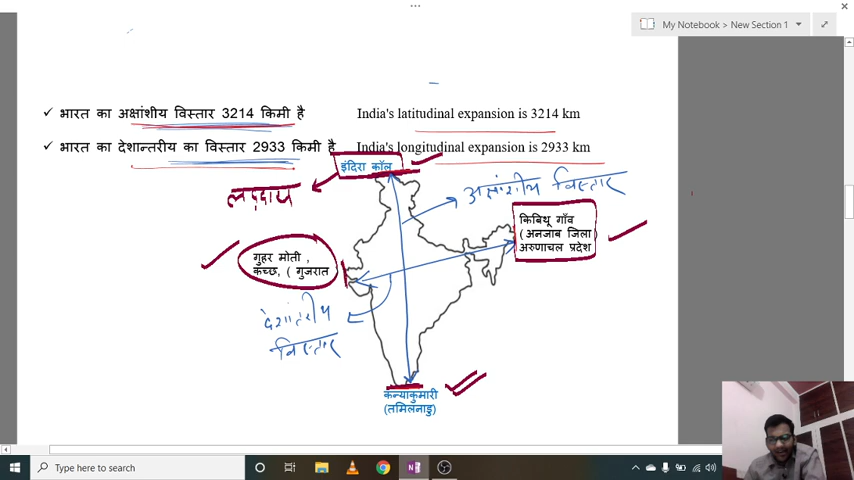 My Notebook > New Section 1
✓ भारत का अक्षांशीय विस्तार 3214 किमी है
India's latitudinal expansion is 3214 km
✓ भारत का देशान्तरीय का विस्तार 2933 किमी है
India's longitudinal expansion is 2933 km
इंदिरा कॉल
लद्दाख
अक्षांशीय विस्तार
किबिथू गाँव
(अनजाब जिला)
अरुणाचल प्रदेश
गुहर मोती ,
कच्छ, ( गुजरात
देशांतरीय
विस्तार
कन्याकुमारी
(तमिलनाडु)
Type here to search